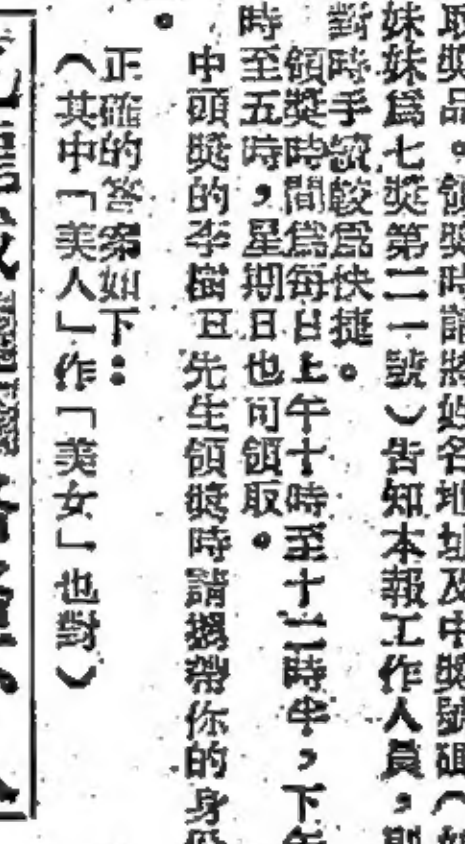 取獎品。領獎時請將姓名地址及中獎號碼（
妹妹爲七獎第二一號）告知本報工作人員，則
對時手續較爲快捷。
領獎時間爲每日上午十時至十二時半，下午
時至五時，星期日也可領取。
中頭獎的李樹丑先生領獎時請攜帶你的身份
。
正確的答案如下：
（其中「美人」作「美女」也對）